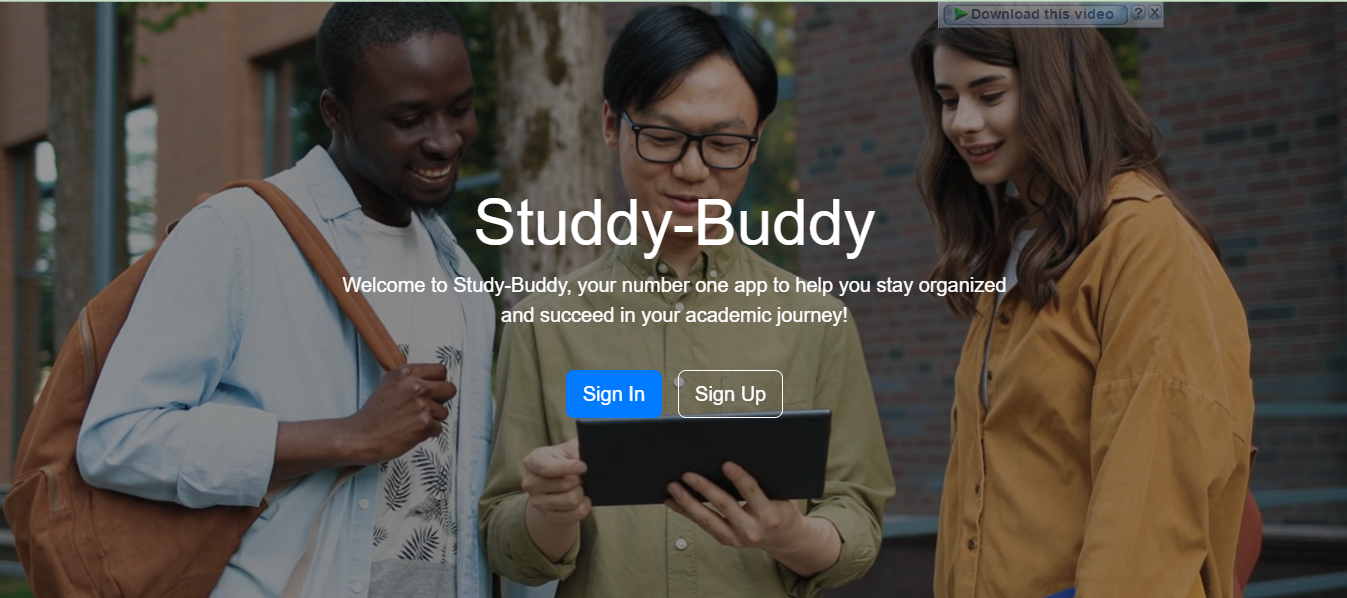 Download this video ? X
Studdy-Buddy
Welcome to Study-Buddy, your number one app to help you stay organized
and succeed in your academic journey!
Sign In Sign Up